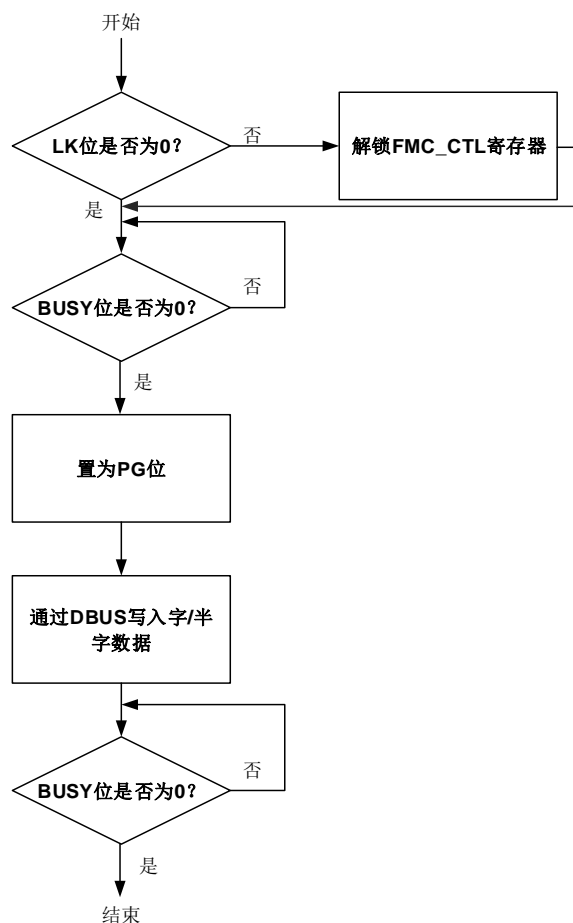 开始
LK位是否为0？
否
解锁FMC_CTL寄存器
是
BUSY位是否为0？
否
是
置为PG位
通过DBUS写入字/半
字数据
BUSY位是否为0？
否
是
结束